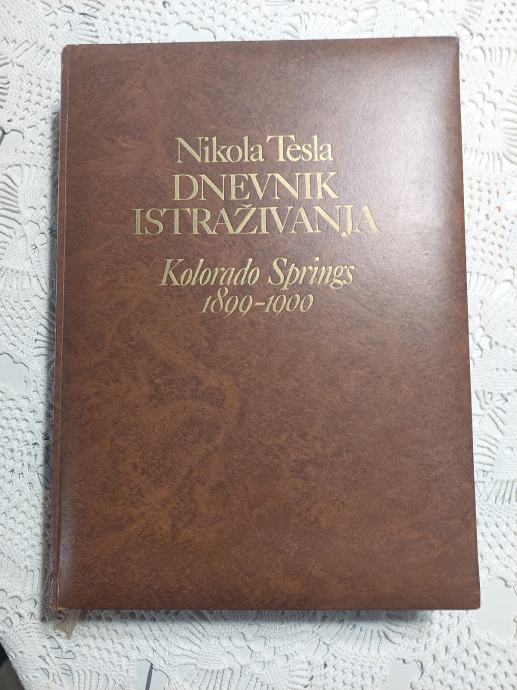 Nikola Tesla
DNEVNIK
ISTRAŽIVANJA
Kolorado Springs
1899-1900